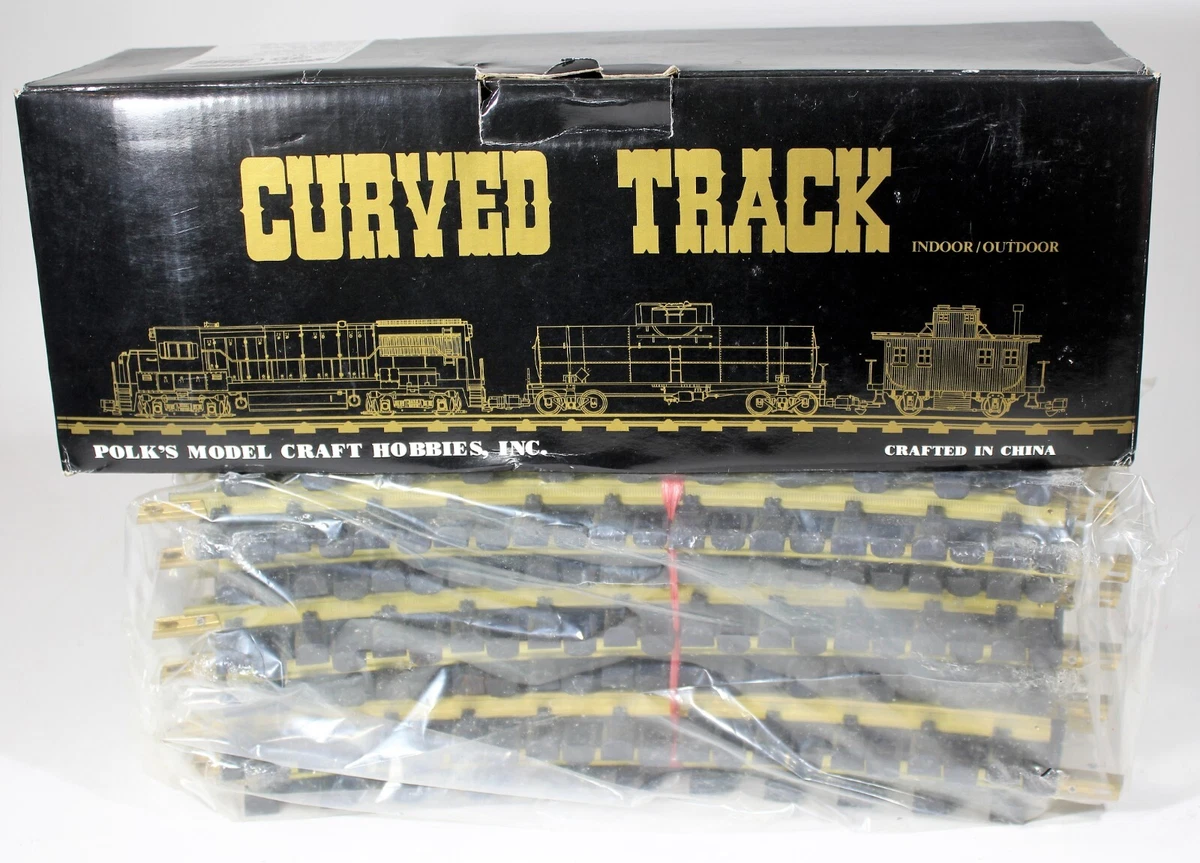 CURVED TRACK
INDOOR/OUTDOOR
POLK'S MODEL CRAFT HOBBIES, INC.
CRAFTED IN CHINA